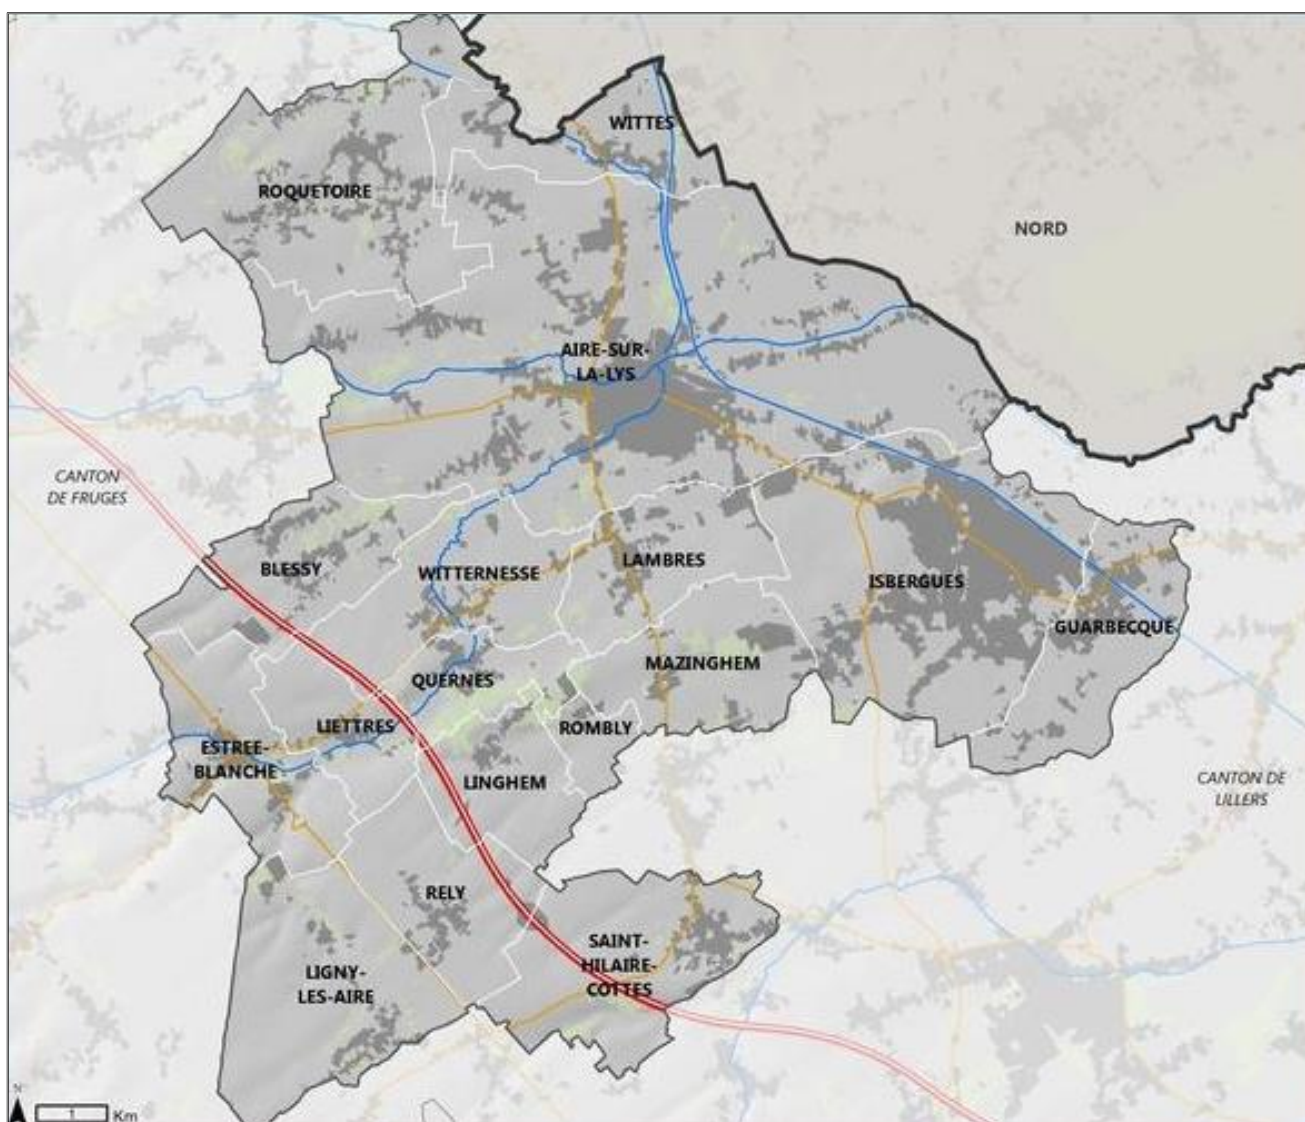 WITTES
ROQUETOIRE
NORD
AIRE-SUR-
LA-LYS
CANTON
DE FRUGES
BLESSY
WITTERNESSE
LAMBRES
ISBERGUES
GUARBECQUE
MAZINGHEM
QUERNES
LIETTRES
ROMBLY
ESTREE-
BLANCHE
LINGHEM
CANTON DE
LILLERS
RELY
SAINT-
HILAIRE-
COTTES
LIGNY-
LES-AIRE
N
1 Km